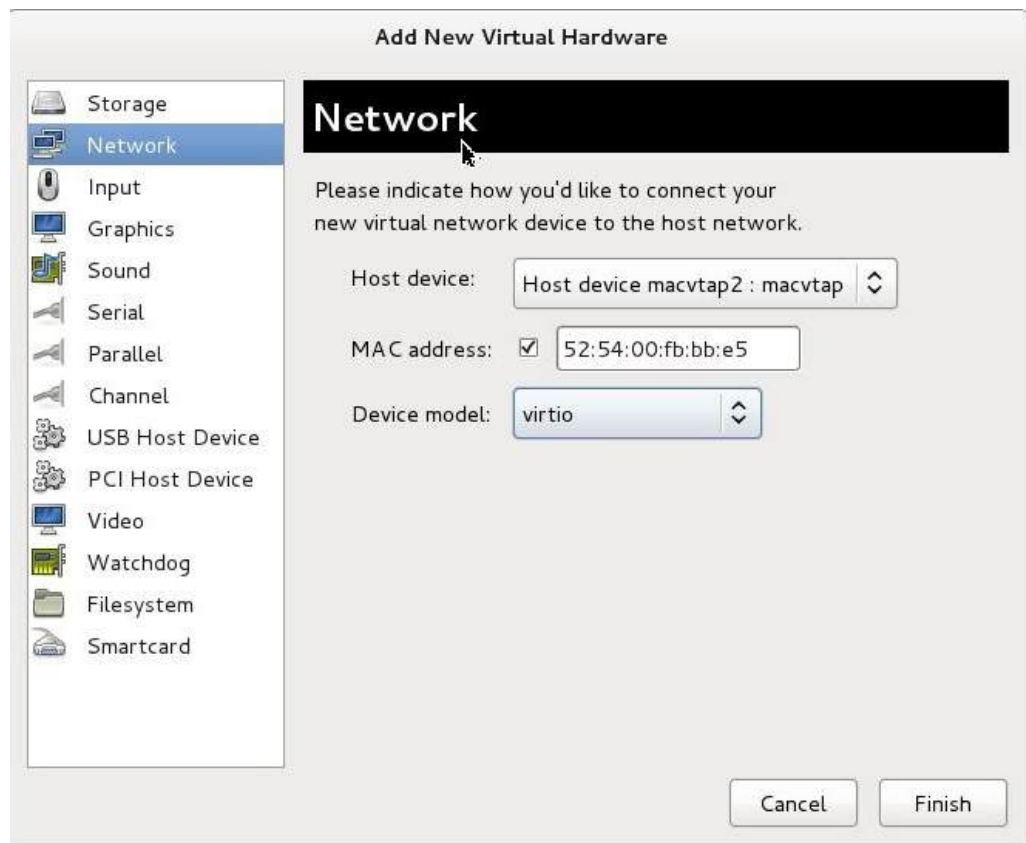 Add New Virtual Hardware
Storage
Network
Input
Graphics
Sound
Serial
Parallel
Channel
USB Host Device
PCI Host Device
Video
Watchdog
Filesystem
Smartcard
Network
Please indicate how you'd like to connect your
new virtual network device to the host network.
Host device: Host device macvtap2 : macvtap
MAC address: 52:54:00:fb:bb:e5
Device model: virtio
Cancel Finish